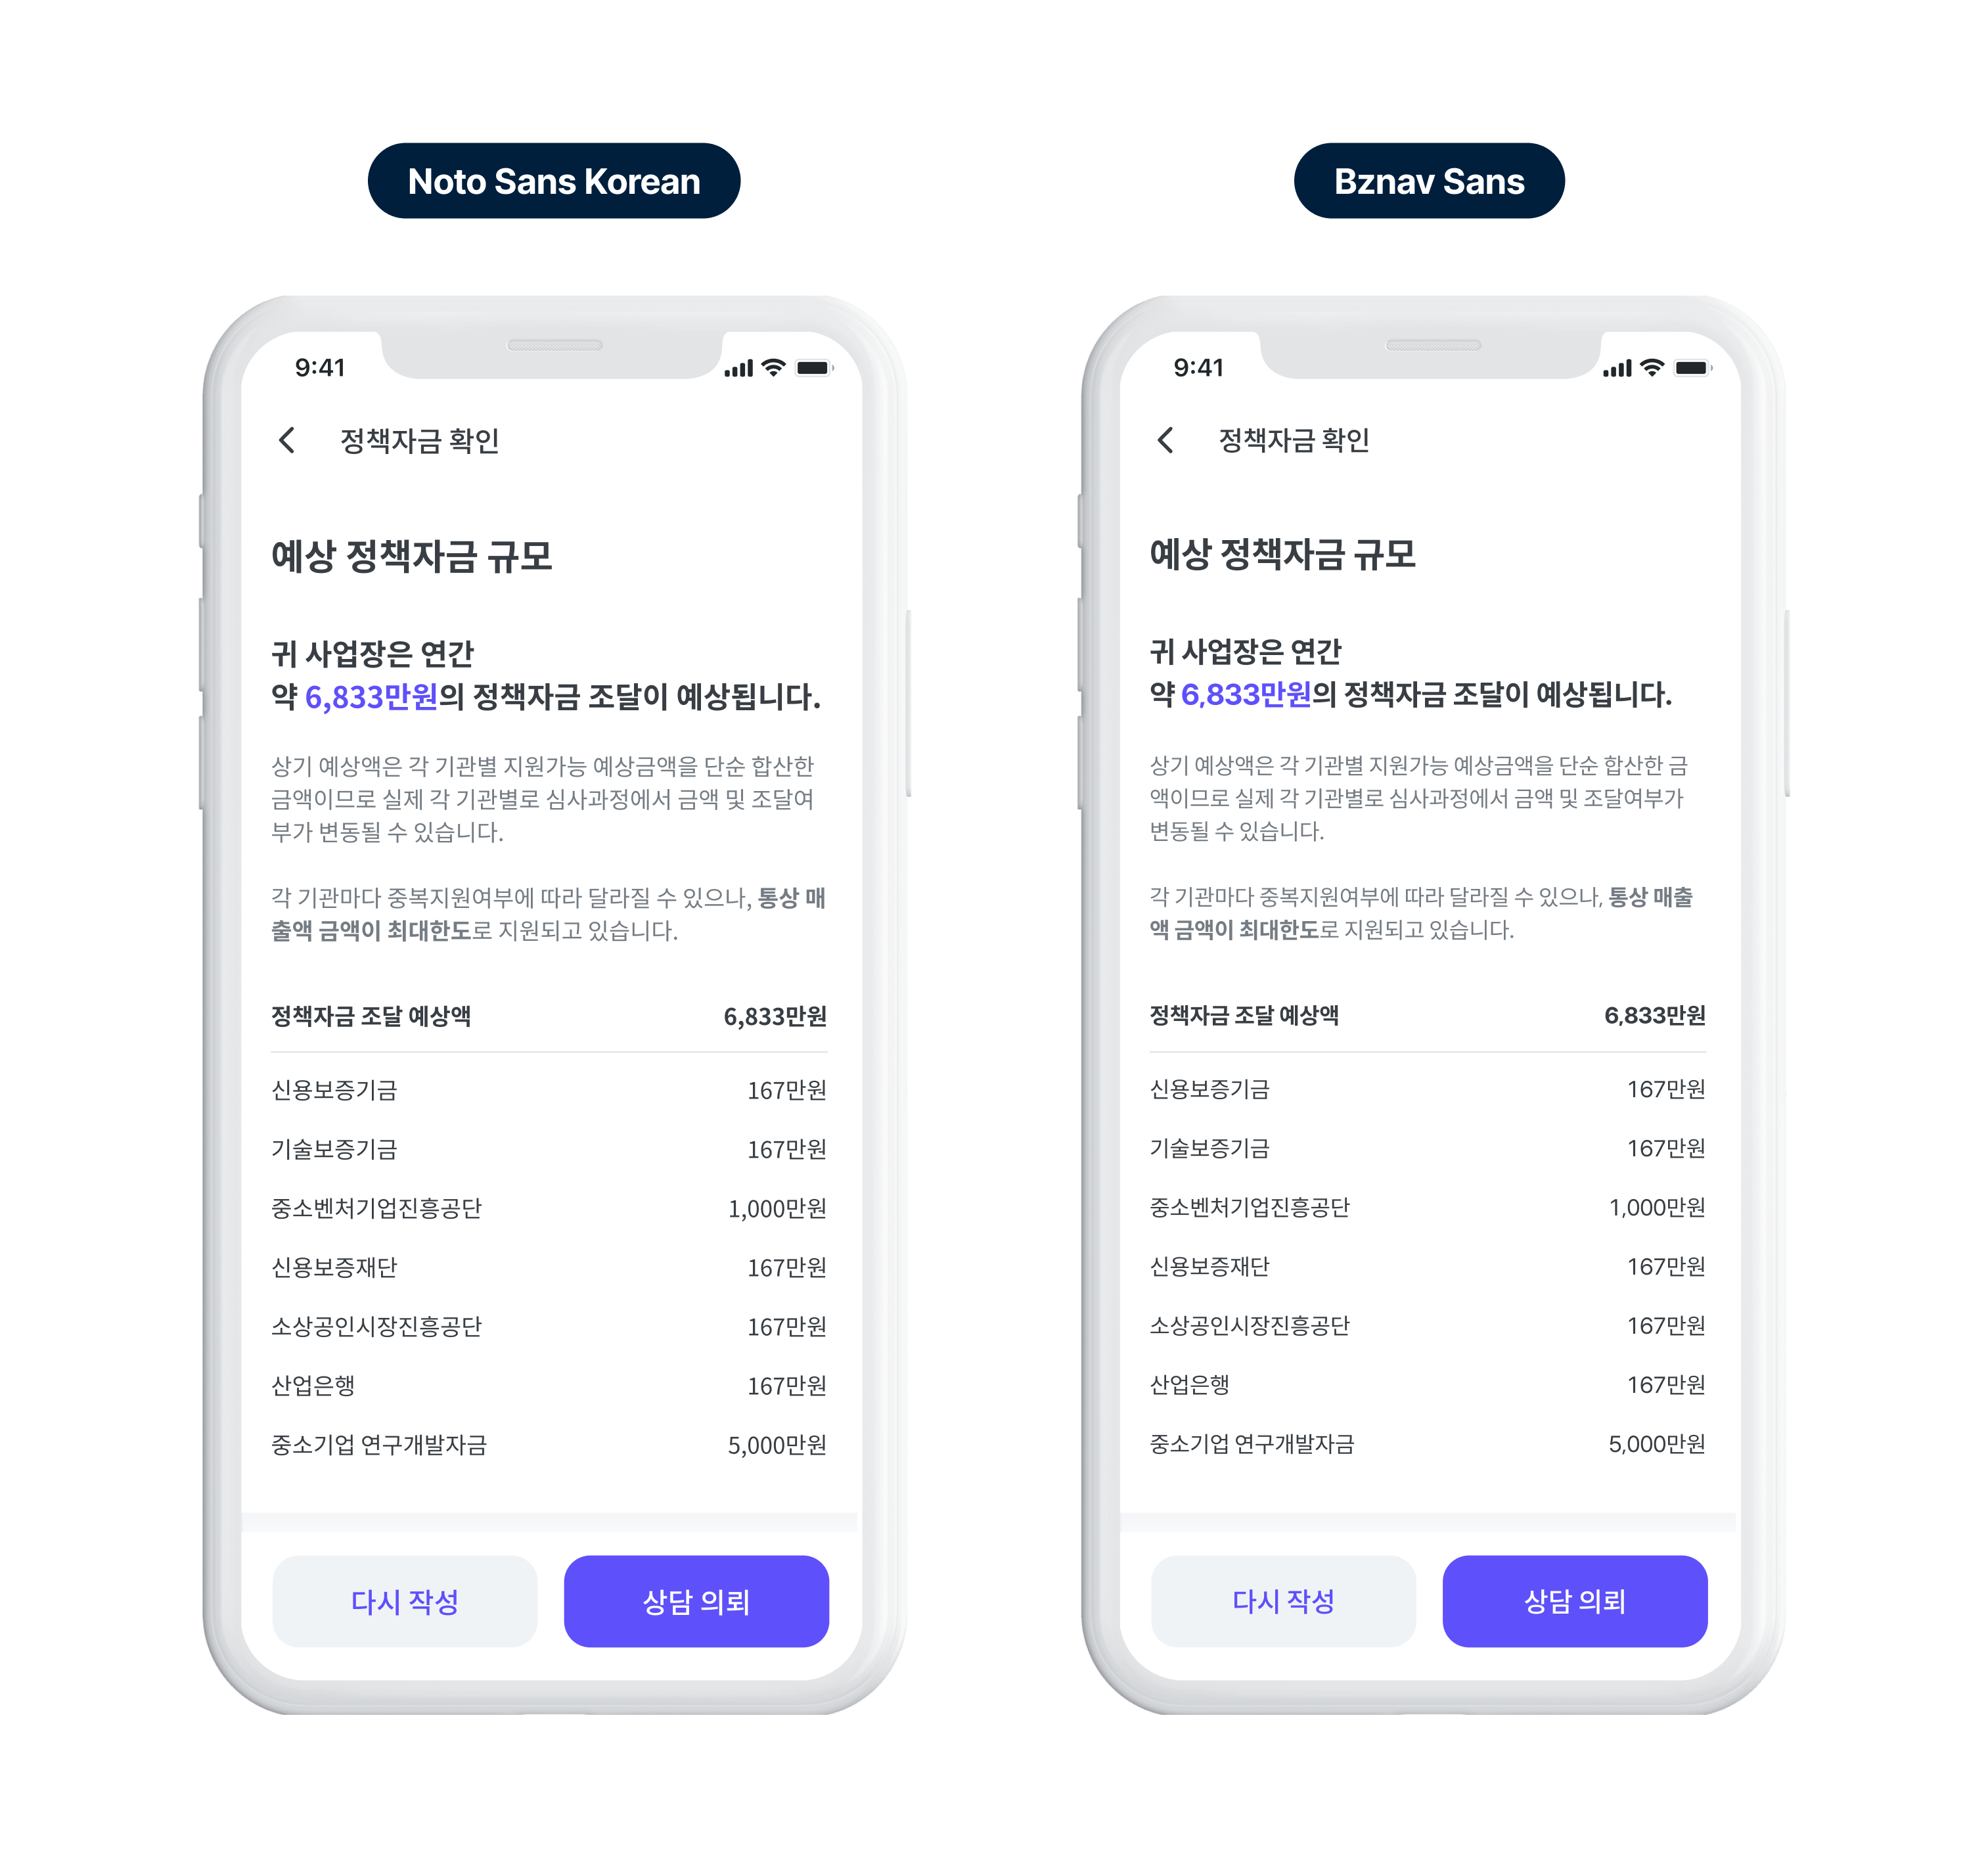 Noto Sans Korean
9:41
정책자금 확인
예상 정책자금 규모
귀 사업장은 연간
약 6,833만원의 정책자금 조달이 예상됩니다.
상기 예상액은 각 기관별 지원가능 예상금액을 단순 합산한
금액이므로 실제 각 기관별로 심사과정에서 금액 및 조달여
부가 변동될 수 있습니다.
각 기관마다 중복지원여부에 따라 달라질 수 있으나, 통상 매
출액 금액이 최대한도로 지원되고 있습니다.
정책자금 조달 예상액 6,833만원
신용보증기금 167만원
기술보증기금 167만원
중소벤처기업진흥공단 1,000만원
신용보증재단 167만원
소상공인시장진흥공단 167만원
산업은행 167만원
중소기업 연구개발자금 5,000만원
다시 작성 상담 의뢰
Bznav Sans
9:41
정책자금 확인
예상 정책자금 규모
귀 사업장은 연간
약 6,833만원의 정책자금 조달이 예상됩니다.
상기 예상액은 각 기관별 지원가능 예상금액을 단순 합산한 금
액이므로 실제 각 기관별로 심사과정에서 금액 및 조달여부가
변동될 수 있습니다.
각 기관마다 중복지원여부에 따라 달라질 수 있으나, 통상 매출
액 금액이 최대한도로 지원되고 있습니다.
정책자금 조달 예상액 6,833만원
신용보증기금 167만원
기술보증기금 167만원
중소벤처기업진흥공단 1,000만원
신용보증재단 167만원
소상공인시장진흥공단 167만원
산업은행 167만원
중소기업 연구개발자금 5,000만원
다시 작성 상담 의뢰